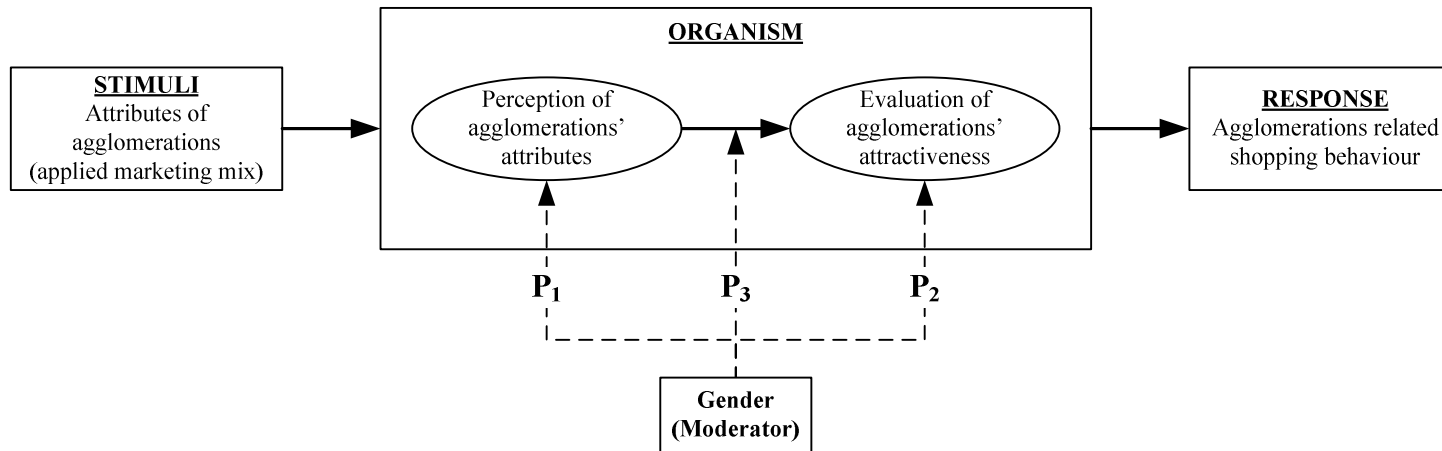 ORGANISM
STIMULI
Attributes of
agglomerations
(applied marketing mix)
Perception of
agglomerations’
attributes
Evaluation of
agglomerations’
attractiveness
RESPONSE
Agglomerations related
shopping behaviour
P1
P3
P2
Gender
(Moderator)